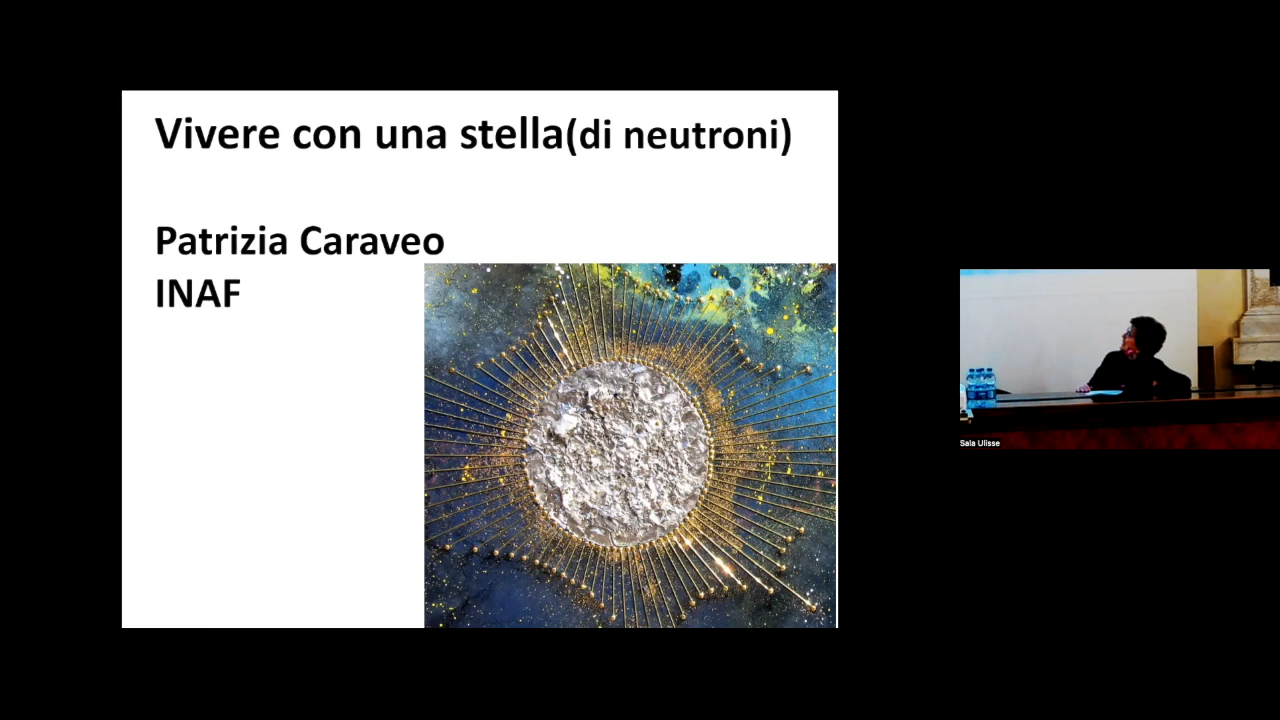 Vivere con una stella(di neutroni)
Patrizia Caraveo
INAF
Sala Ulisse